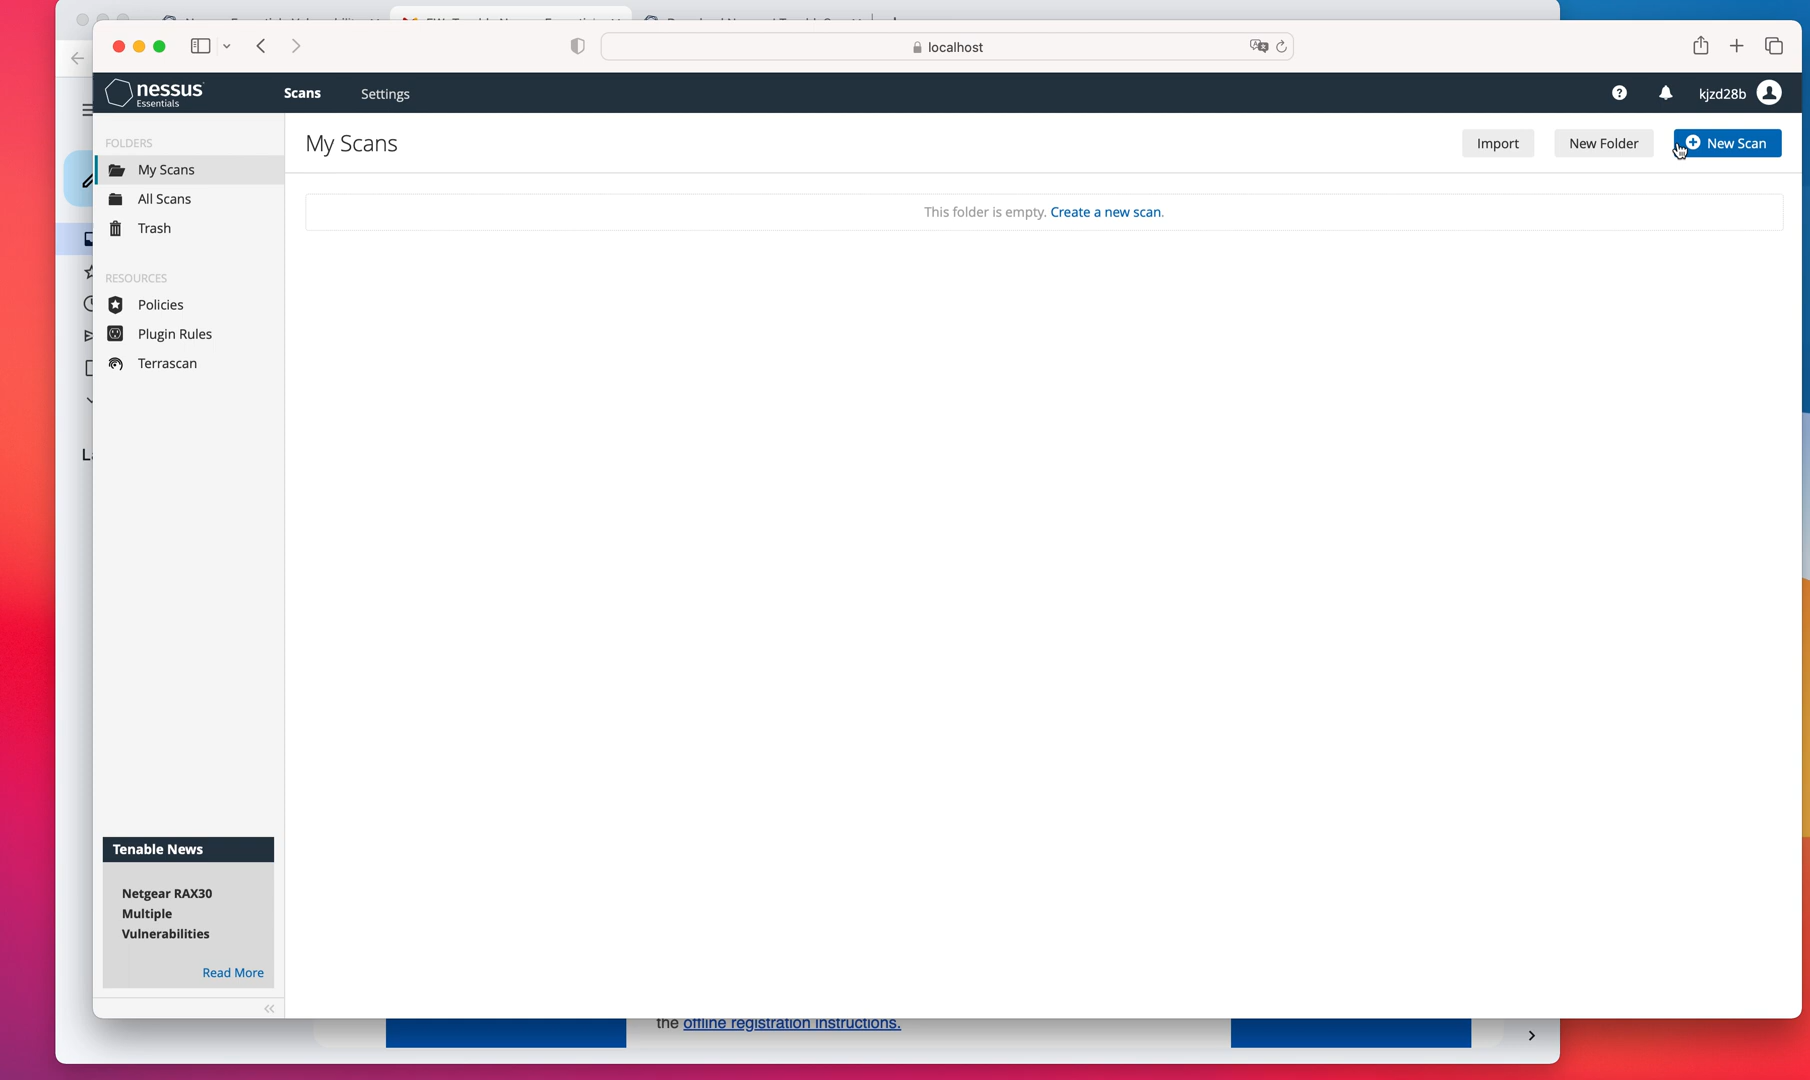 localhost
nessus
Essentials
Scans
Settings
kjzd28b
FOLDERS
My Scans
All Scans
Trash
RESOURCES
Policies
Plugin Rules
Terrascan
My Scans
Import
New Folder
New Scan
This folder is empty. Create a new scan.
Tenable News
Netgear RAX30
Multiple
Vulnerabilities
Read More
the offline registration instructions.